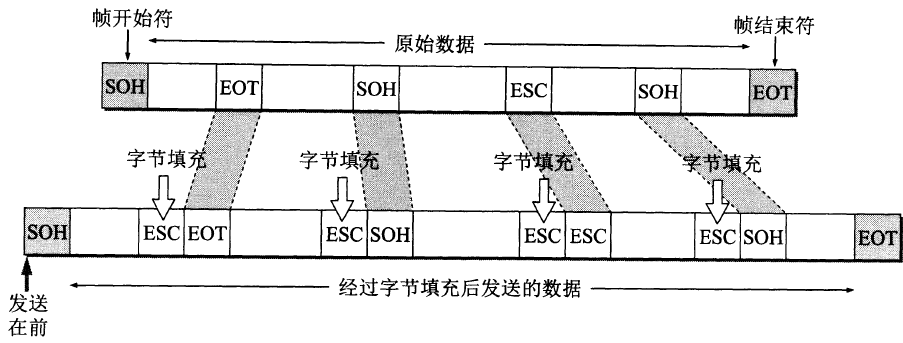 帧开始符
原始数据
帧结束符
SOH EOT SOH ESC SOH EOT
字节填充 字节填充 字节填充 字节填充
SOH ESC EOT ESC SOH ESC ESC ESC SOH EOT
经过字节填充后发送的数据
发送
在前